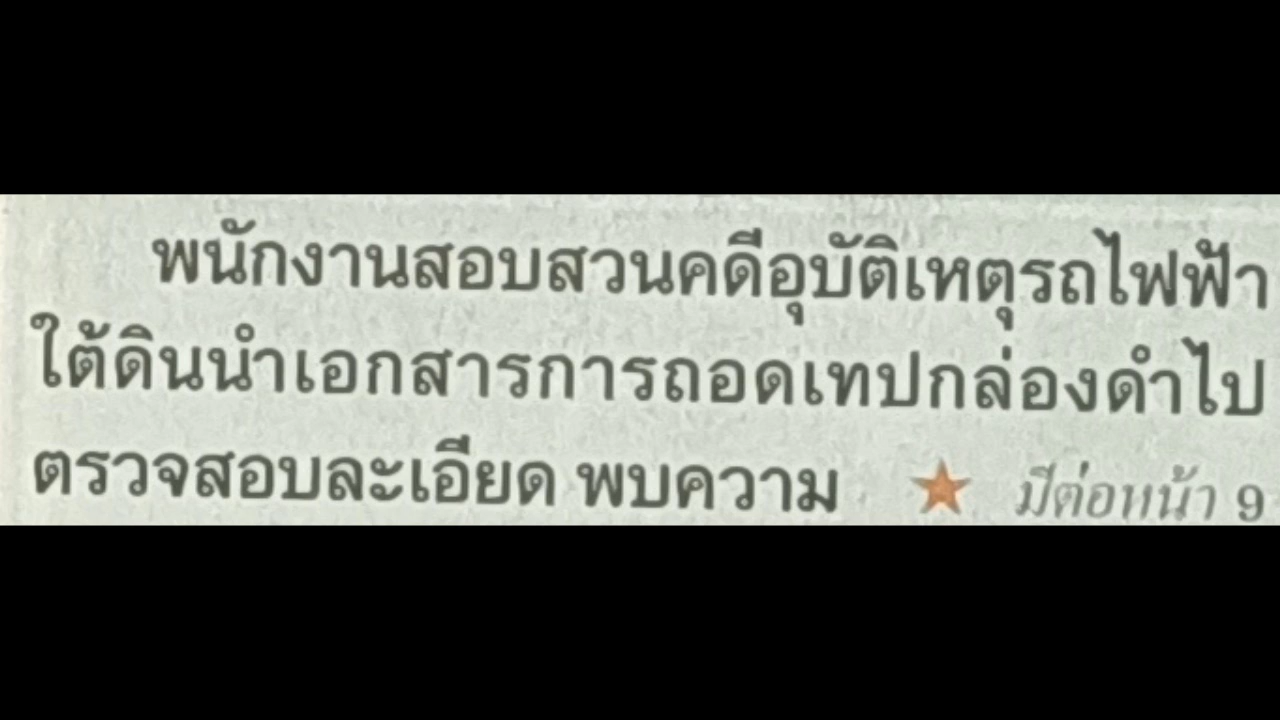 พนักงานสอบสวนคดีอุบัติเหตุรถไฟฟ้า
ใต้ดินนำเอกสารการถอดเทปกล่องดำไป
ตรวจสอบละเอียด พบความ ★ มีต่อหน้า 9